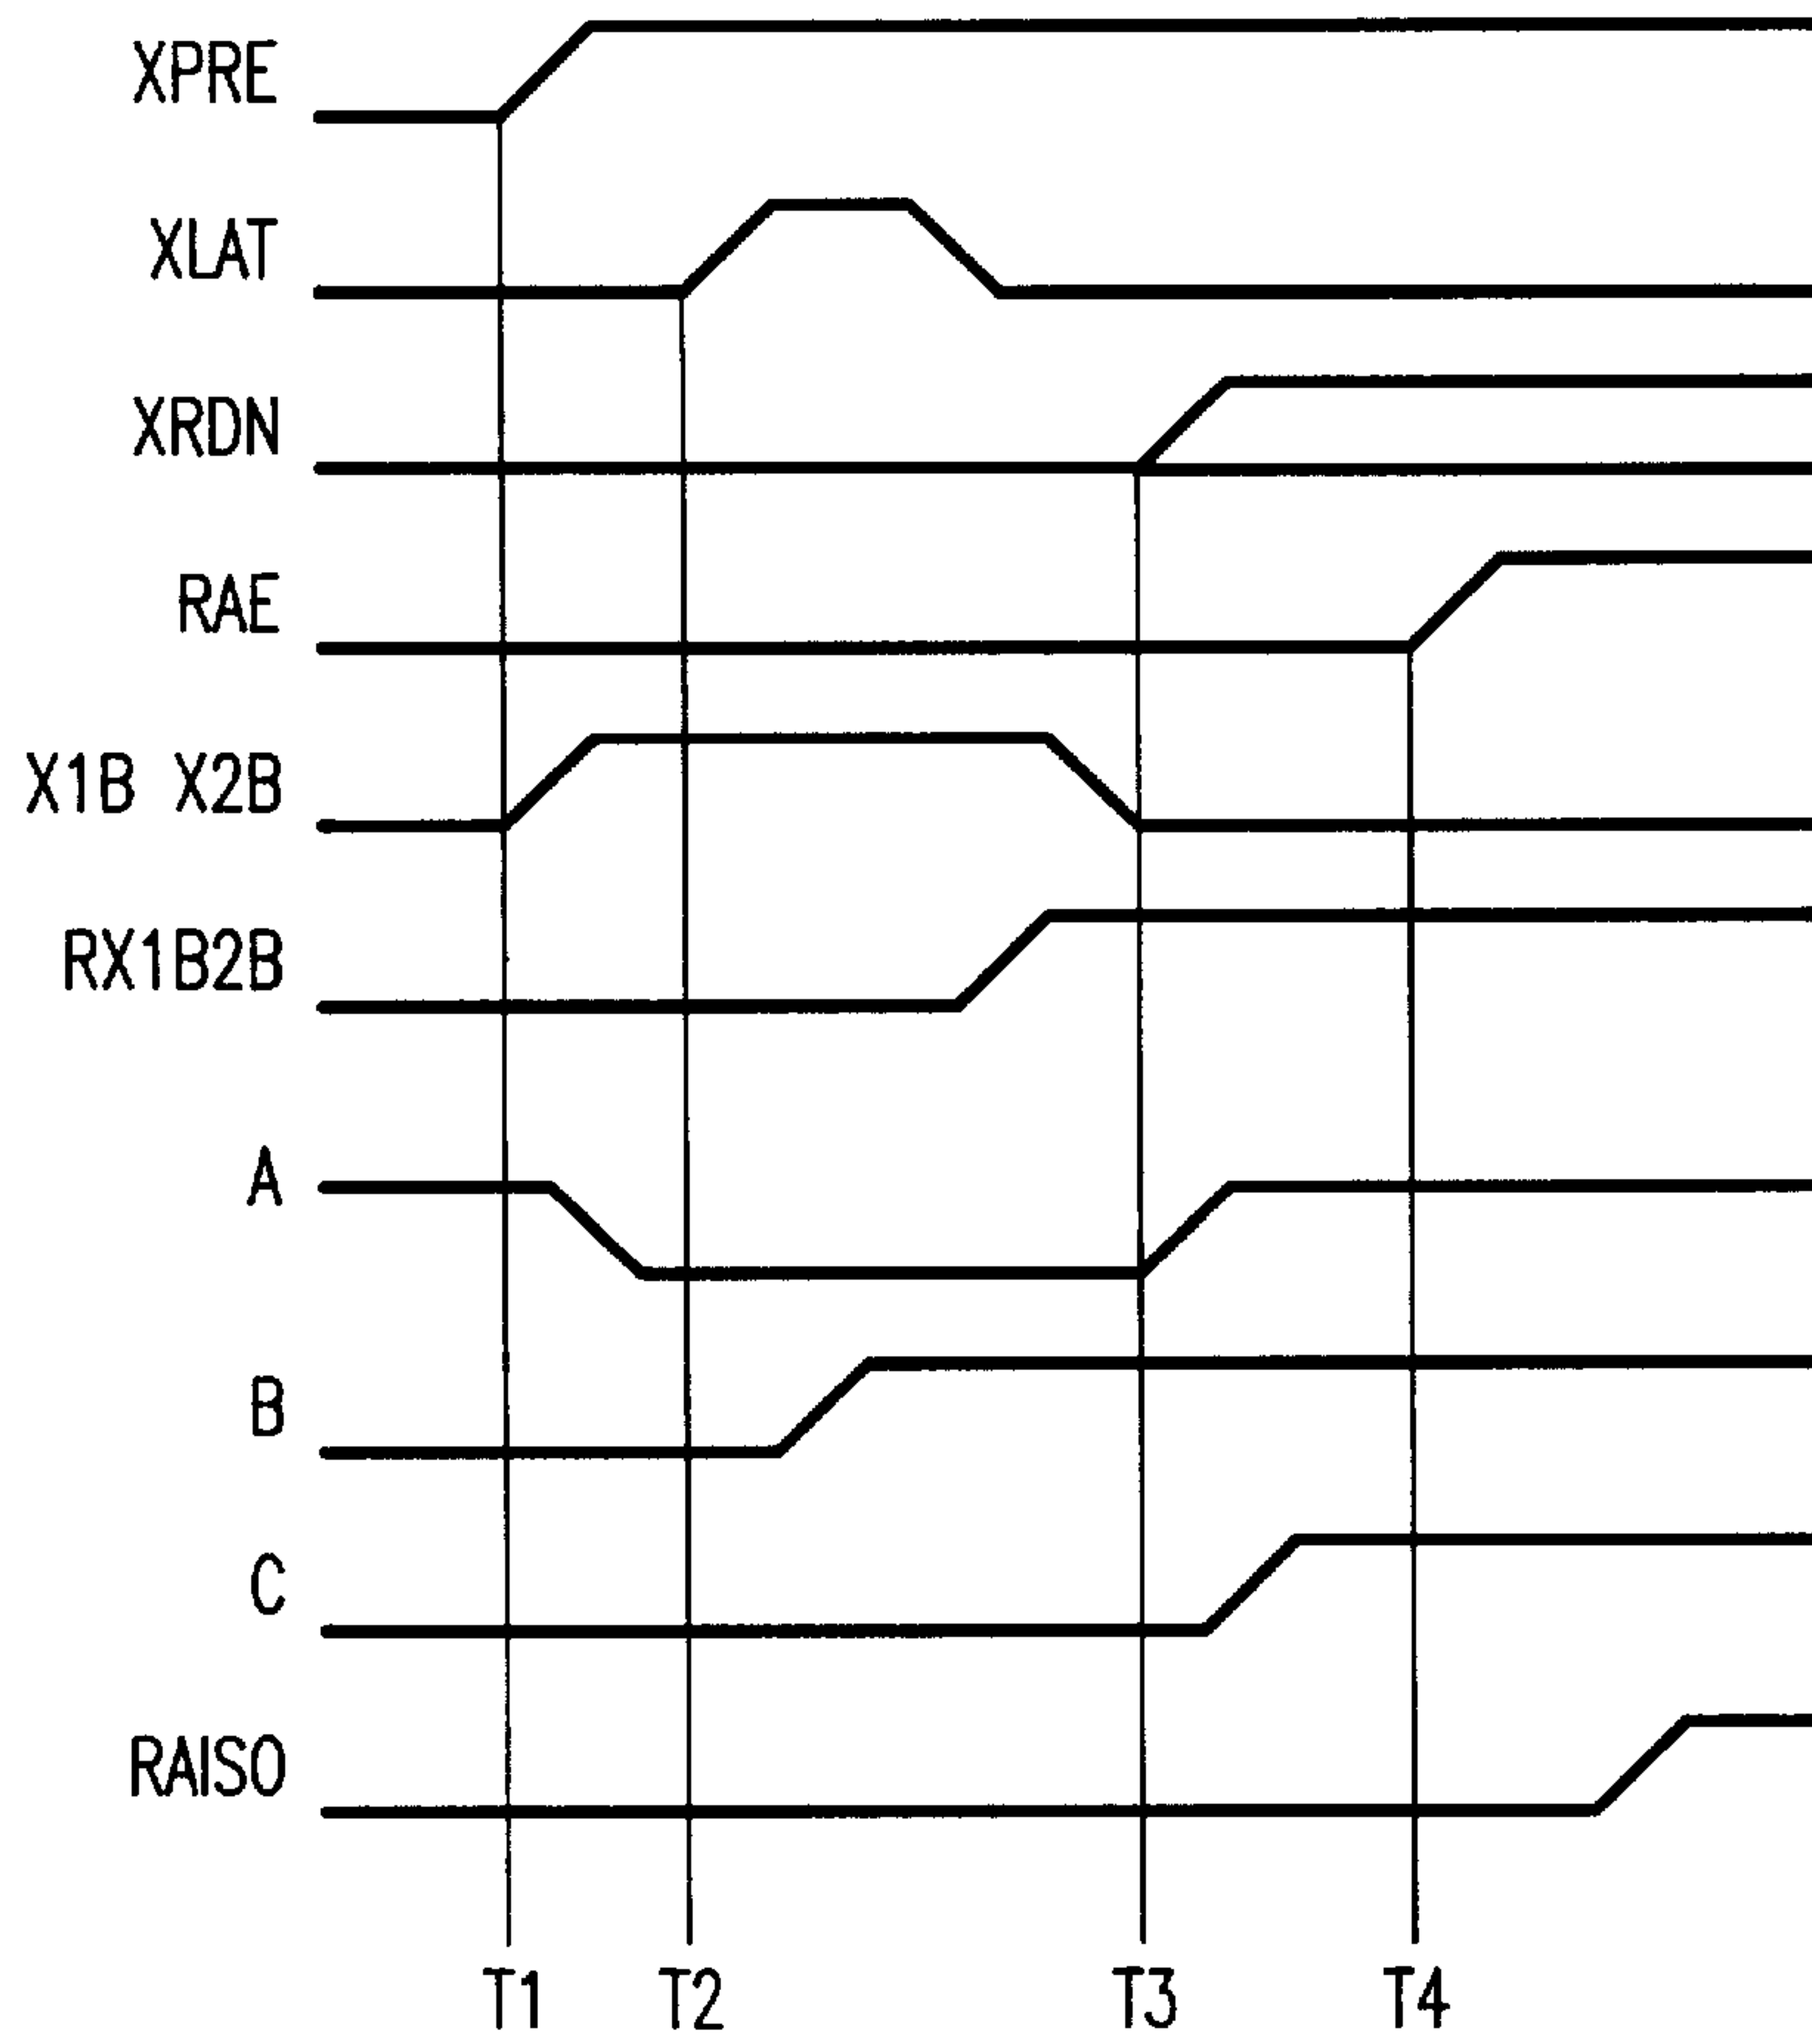 XPRE
XLAT
XRDN
RAE
X1B X2B
RX1B2B
A
B
C
RAISO
T1 T2 T3 T4